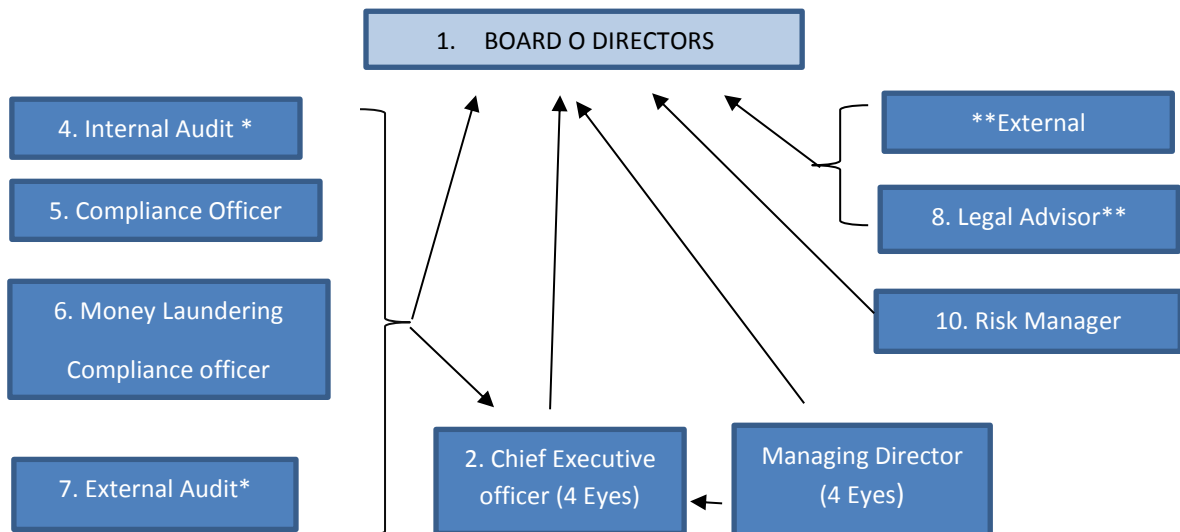 1. BOARD O DIRECTORS
4. Internal Audit *
**External
5. Compliance Officer
8. Legal Advisor**
6. Money Laundering
Compliance officer
10. Risk Manager
2. Chief Executive
officer (4 Eyes)
Managing Director
(4 Eyes)
7. External Audit*